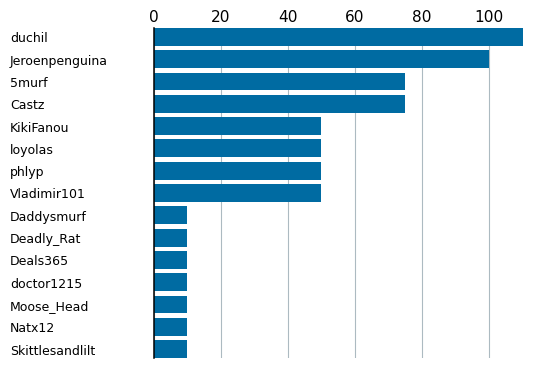 0 20 40 60 80 100
duchil
Jeroenpenguina
5murf
Castz
KikiFanou
loyolas
phlyp
Vladimir101
Daddysmurf
Deadly_Rat
Deals365
doctor1215
Moose_Head
Natx12
Skittlesandlilt